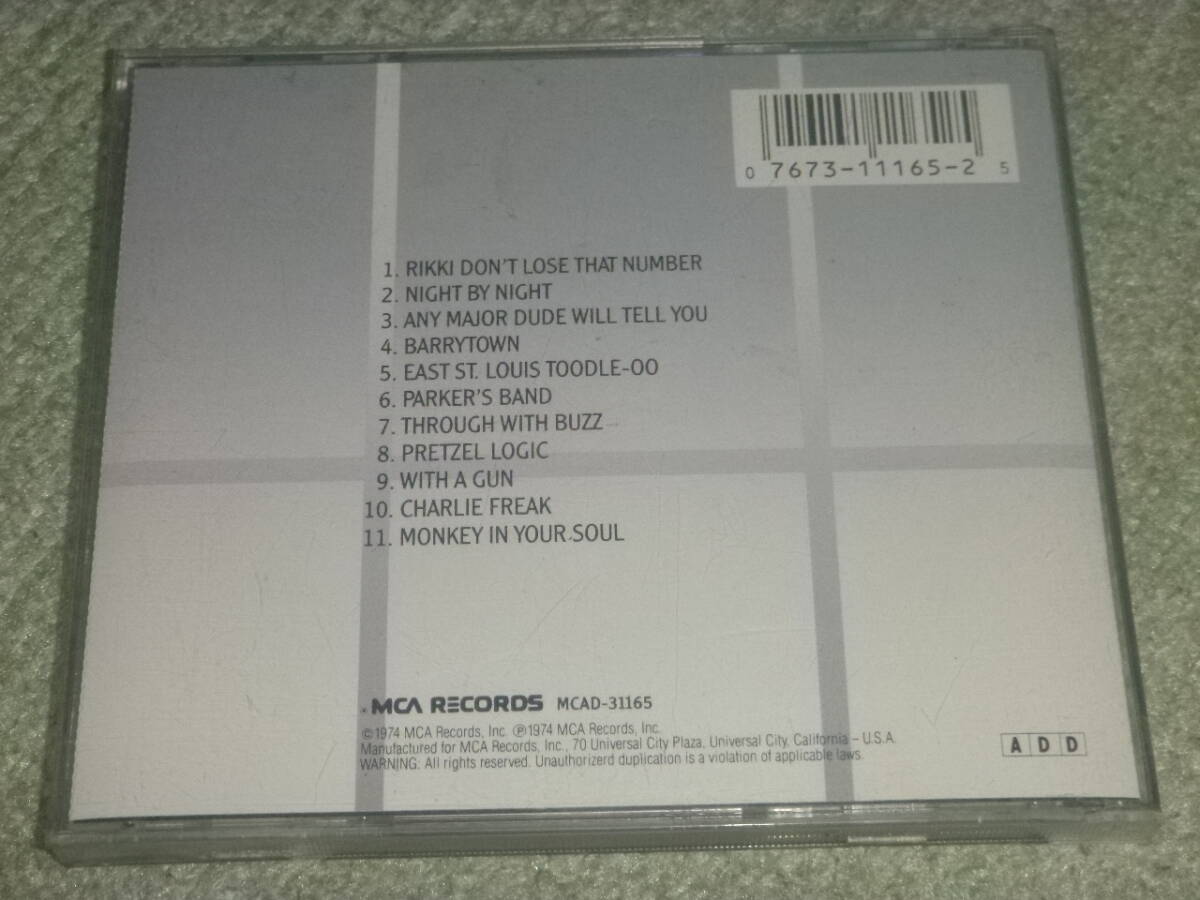 0 7673-11165-2 5
1. RIKKI DON'T LOSE THAT NUMBER
2. NIGHT BY NIGHT
3. ANY MAJOR DUDE WILL TELL YOU
4. BARRYTOWN
5. EAST ST. LOUIS TOODLE-OO
6. PARKER'S BAND
7. THROUGH WITH BUZZ
8. PRETZEL LOGIC
9. WITH A GUN
10. CHARLIE FREAK
11. MONKEY IN YOUR SOUL
MCA RECORDS MCAD-31165
©1974 MCA Records, Inc. ℗1974 MCA Records, Inc.
Manufactured for MCA Records, Inc., 70 Universal City Plaza, Universal City, California – U.S.A.
WARNING: All rights reserved. Unauthorizerd duplication is a violation of applicable laws.
A D D